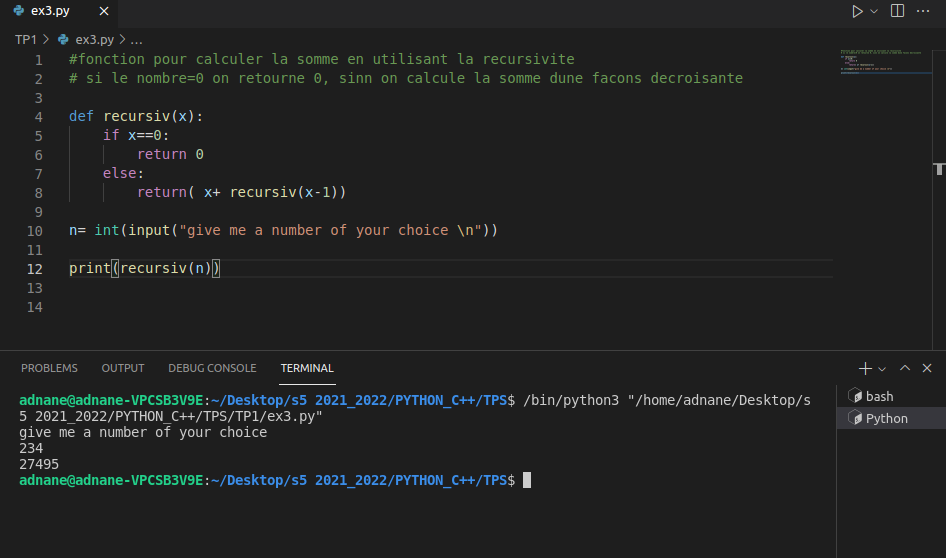 ex3.py
TP1 > ex3.py > ...
1 #fonction pour calculer la somme en utilisant la recursivite
2 # si le nombre=0 on retourne 0, sinn on calcule la somme dune facons decroisante
3
4 def recursiv(x):
5 if x==0:
6 return 0
7 else:
8 return( x+ recursiv(x-1))
9
10 n= int(input("give me a number of your choice \n"))
11
12 print(recursiv(n))
13
14
PROBLEMS OUTPUT DEBUG CONSOLE TERMINAL
adnane@adnane-VPCSB3V9E:~/Desktop/s5 2021_2022/PYTHON_C++/TPS$ /bin/python3 "/home/adnane/Desktop/s
5 2021_2022/PYTHON_C++/TPS/TP1/ex3.py"
give me a number of your choice
234
27495
adnane@adnane-VPCSB3V9E:~/Desktop/s5 2021_2022/PYTHON_C++/TPS$
bash
Python